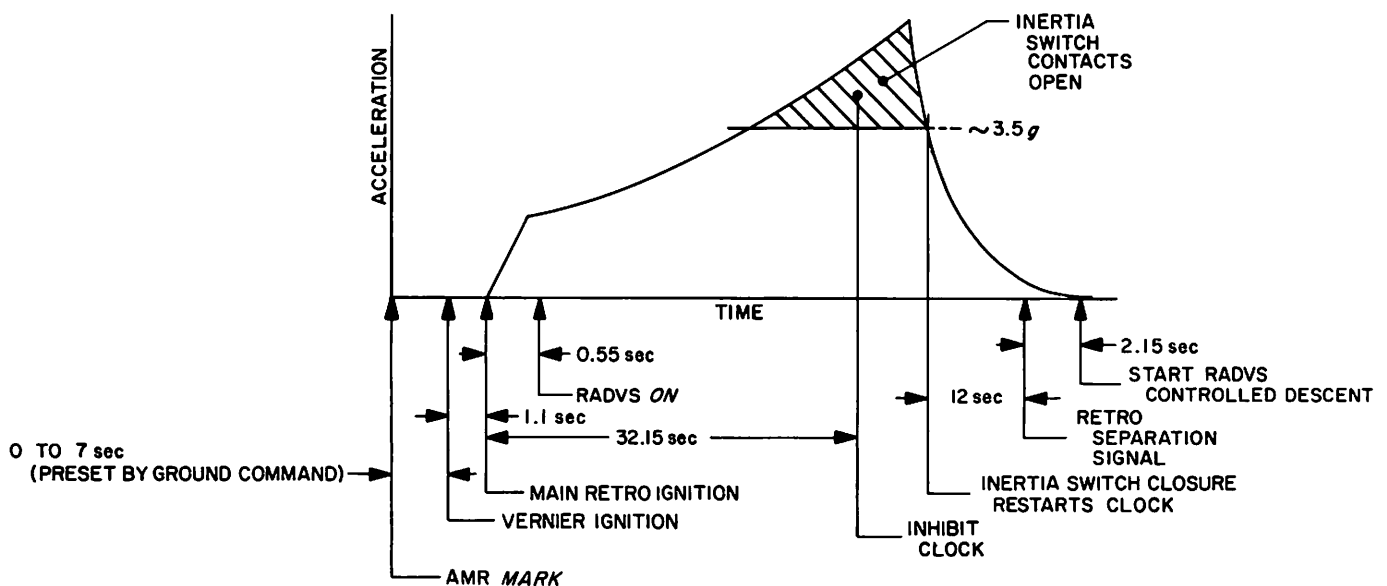 INERTIA
SWITCH
CONTACTS
OPEN
ACCELERATION
~3.5 g
TIME
0.55 sec
2.15 sec
RADVS ON
START RADVS
CONTROLLED DESCENT
12 sec
1.1 sec
32.15 sec
RETRO
SEPARATION
SIGNAL
0 TO 7 sec
(PRESET BY GROUND COMMAND)
MAIN RETRO IGNITION
INERTIA SWITCH CLOSURE
RESTARTS CLOCK
VERNIER IGNITION
INHIBIT
CLOCK
AMR MARK